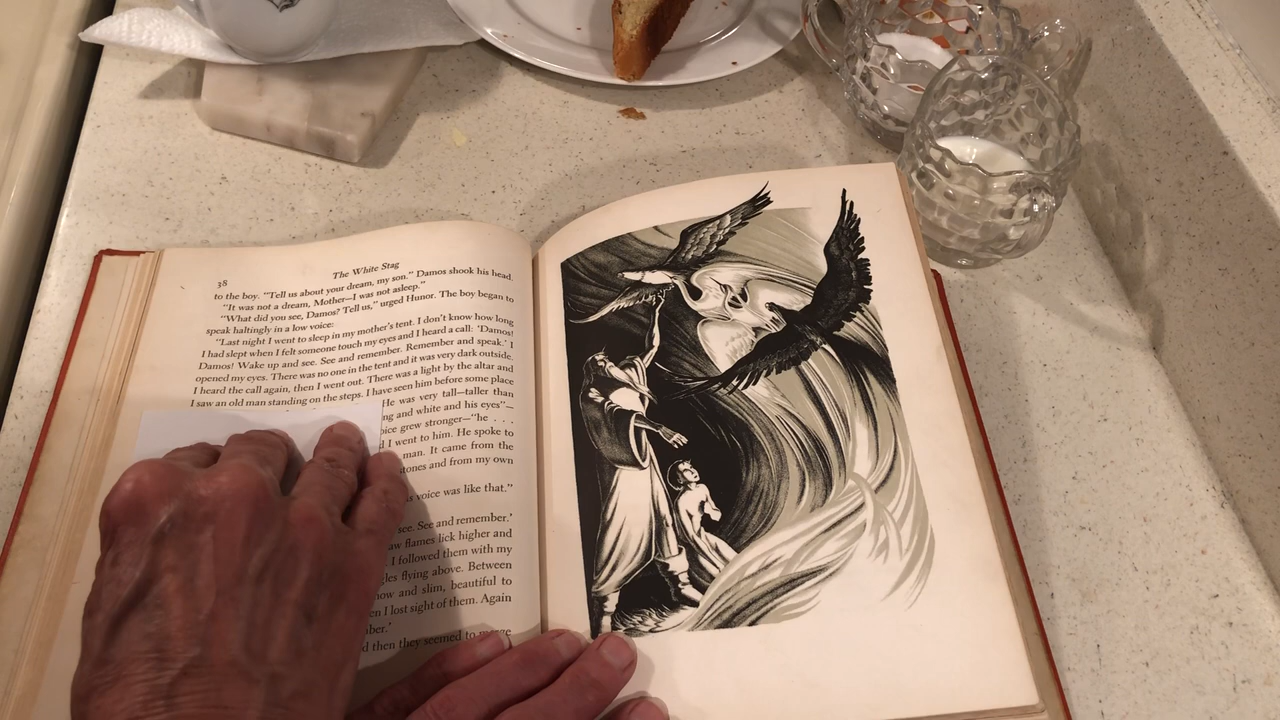 38
The White Stag
to the boy. "Tell us about your dream, my son." Damos shook his head.
"It was not a dream, Mother—I was not asleep."
"What did you see, Damos? Tell us," urged Hunor. The boy began to
speak haltingly in a low voice:
"Last night I went to sleep in my mother's tent. I don't know how long
I had slept when I felt someone touch my eyes and I heard a call: 'Damos!
Damos! Wake up and see. See and remember. Remember and speak.' I
opened my eyes. There was no one in the tent and it was very dark outside.
I heard the call again, then I went out. There was a light by the altar and
I saw an old man standing on the steps. I have seen him before some place
He was very tall—taller than
ng and white and his eyes"—
oice grew stronger—"he . . .
I went to him. He spoke to
man. It came from the
stones and from my own
s voice was like that."
see. See and remember.'
aw flames lick higher and
I followed them with my
gles flying above. Between
now and slim, beautiful to
en I lost sight of them. Again
ber.'
d then they seemed to